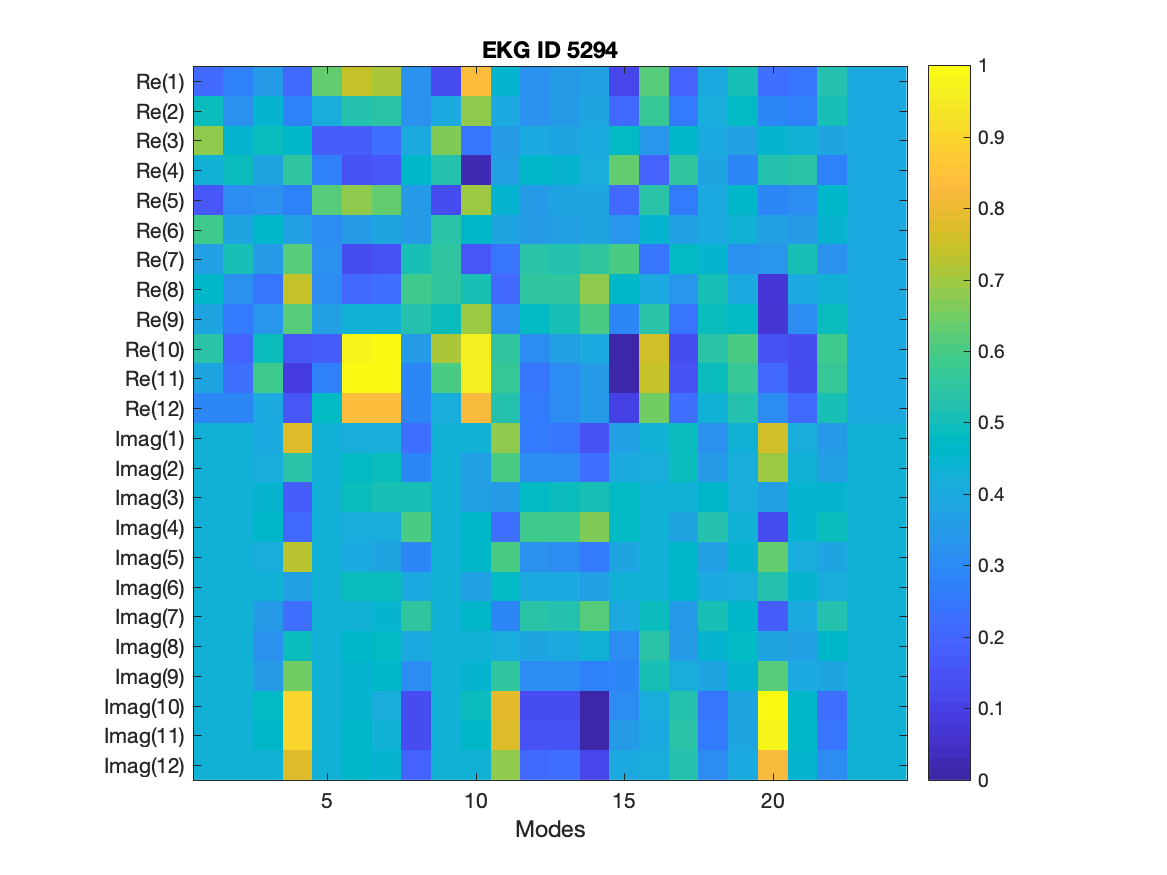 EKG ID 5294
Re(1)
Re(2)
Re(3)
Re(4)
Re(5)
Re(6)
Re(7)
Re(8)
Re(9)
Re(10)
Re(11)
Re(12)
Imag(1)
Imag(2)
Imag(3)
Imag(4)
Imag(5)
Imag(6)
Imag(7)
Imag(8)
Imag(9)
Imag(10)
Imag(11)
Imag(12)
5 10 15 20
Modes
1
0.9
0.8
0.7
0.6
0.5
0.4
0.3
0.2
0.1
0